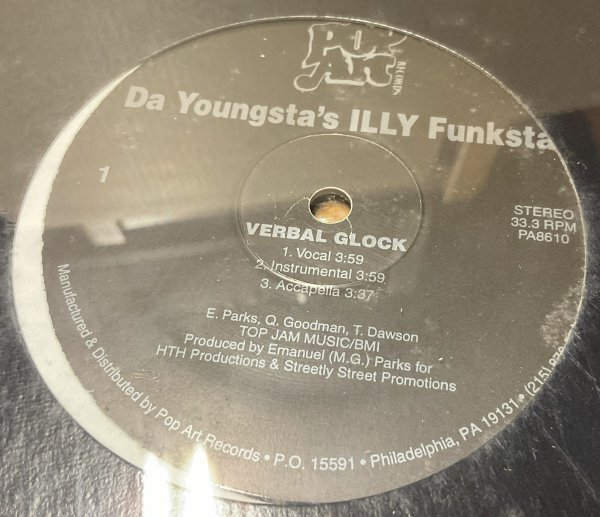 POP
ART
RECORDS
Da Youngsta's ILLY Funksta
1
STEREO
33.3 RPM
PA8610
VERBAL GLOCK
1. Vocal 3:59
2. Instrumental 3:59
3. Accapella 3:37
E. Parks, Q. Goodman, T. Dawson
TOP JAM MUSIC/BMI
Produced by Emanuel (M.G.) Parks for
HTH Productions & Streetly Street Promotions
Manufactured & Distributed by Pop Art Records • P.O. 15591 • Philadelphia, PA 19131 • (215)